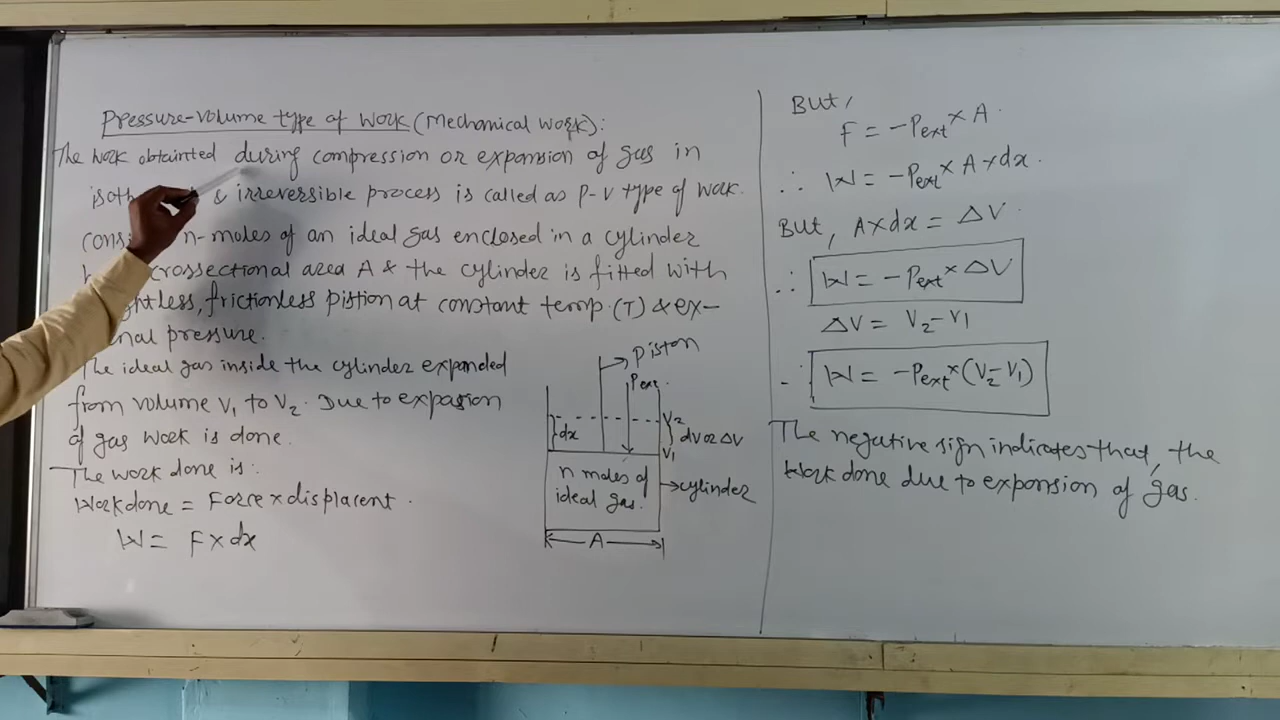 Pressure-volume type of Work (Mechanical Work):
The Work obtainted during compression or expansion of gas in
isoth & irreversible process is called as P-V type of work.
n-moles of an ideal gas enclosed in a cylinder
crossectional area A & the cylinder is fitted with
frictionless pistion at constant temp (T) & ex-
nal pressure.
The ideal gas inside the cylinder expanded
from volume V₁ to V₂. Due to expasion
of gas Work is done.
The work done is:
Workdone = Force × displacent.
W = F × dx
Piston
Pext
dx
V₂
dV or ΔV
V₁
n moles of
ideal gas.
cylinder
A
But,
F = -Pext × A.
∴ W = -Pext × A × dx.
But, A × dx = ΔV
∴ W = -Pext × ΔV
ΔV = V₂ - V₁
∴ W = -Pext × (V₂ - V₁)
The negative sign indicates that, the
Work done due to expansion of gas.